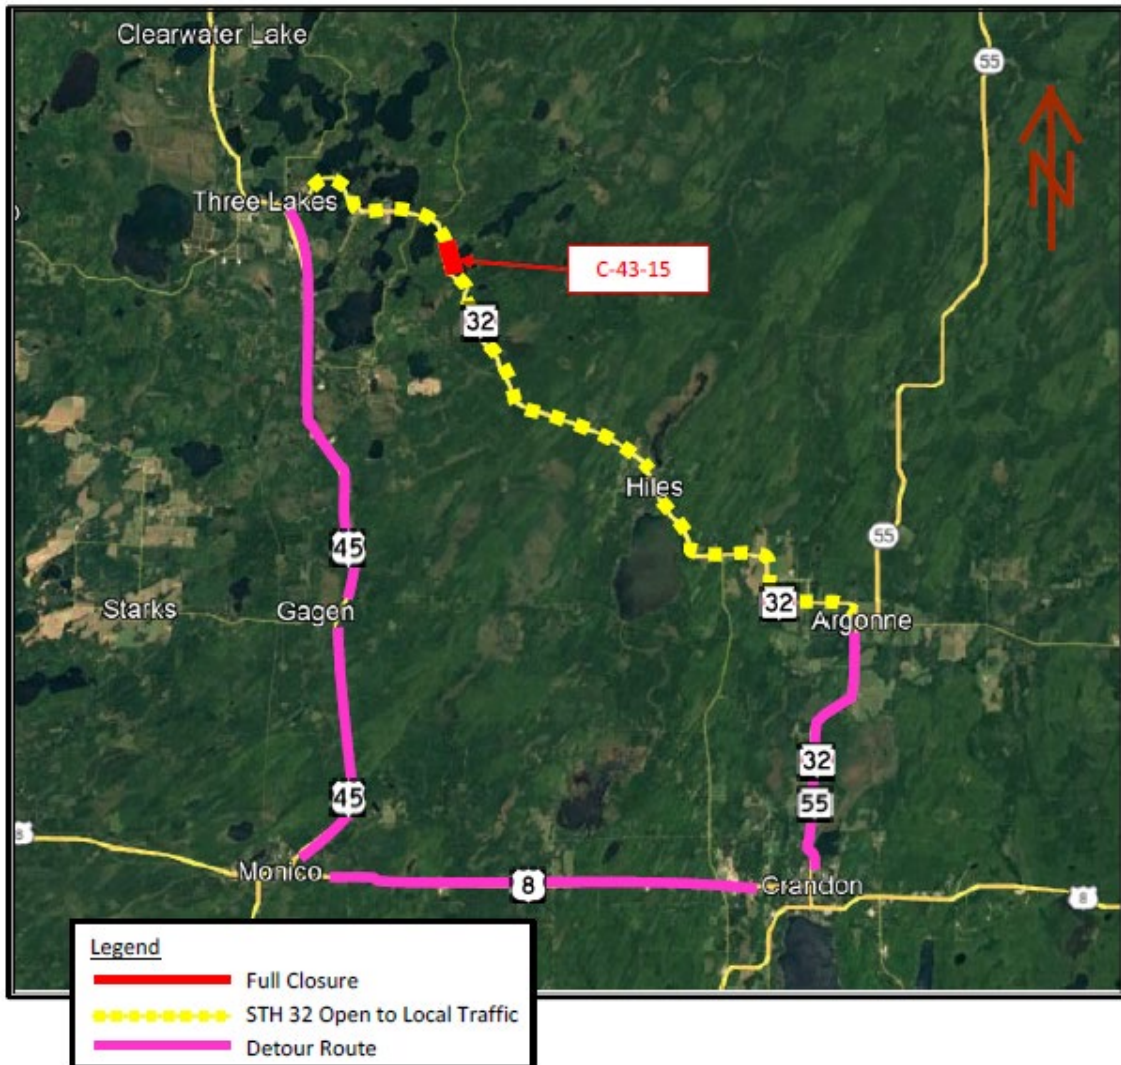 Clearwater Lake
55
N
Three Lakes
C-43-15
32
Hiles
45
55
Starks
Gagen
32
Argonne
32
45
55
8
Monico
8
Crandon
8
Legend
Full Closure
STH 32 Open to Local Traffic
Detour Route